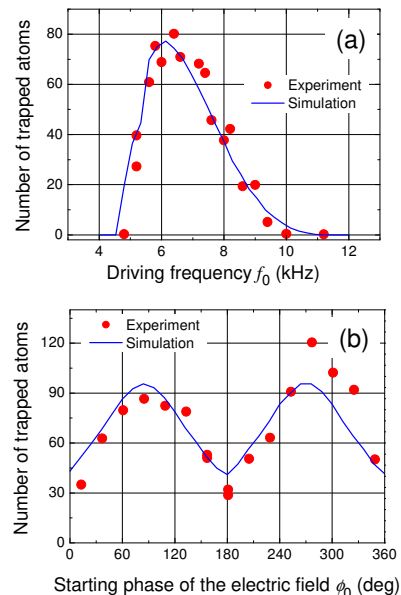 80
60
40
20
0
4
6
8
10
12
Number of trapped atoms
Driving frequency f₀ (kHz)
(a)
Experiment
Simulation
120
90
60
30
0
0
60
120
180
240
300
360
Number of trapped atoms
Starting phase of the electric field ϕ₀ (deg)
Experiment
Simulation
(b)